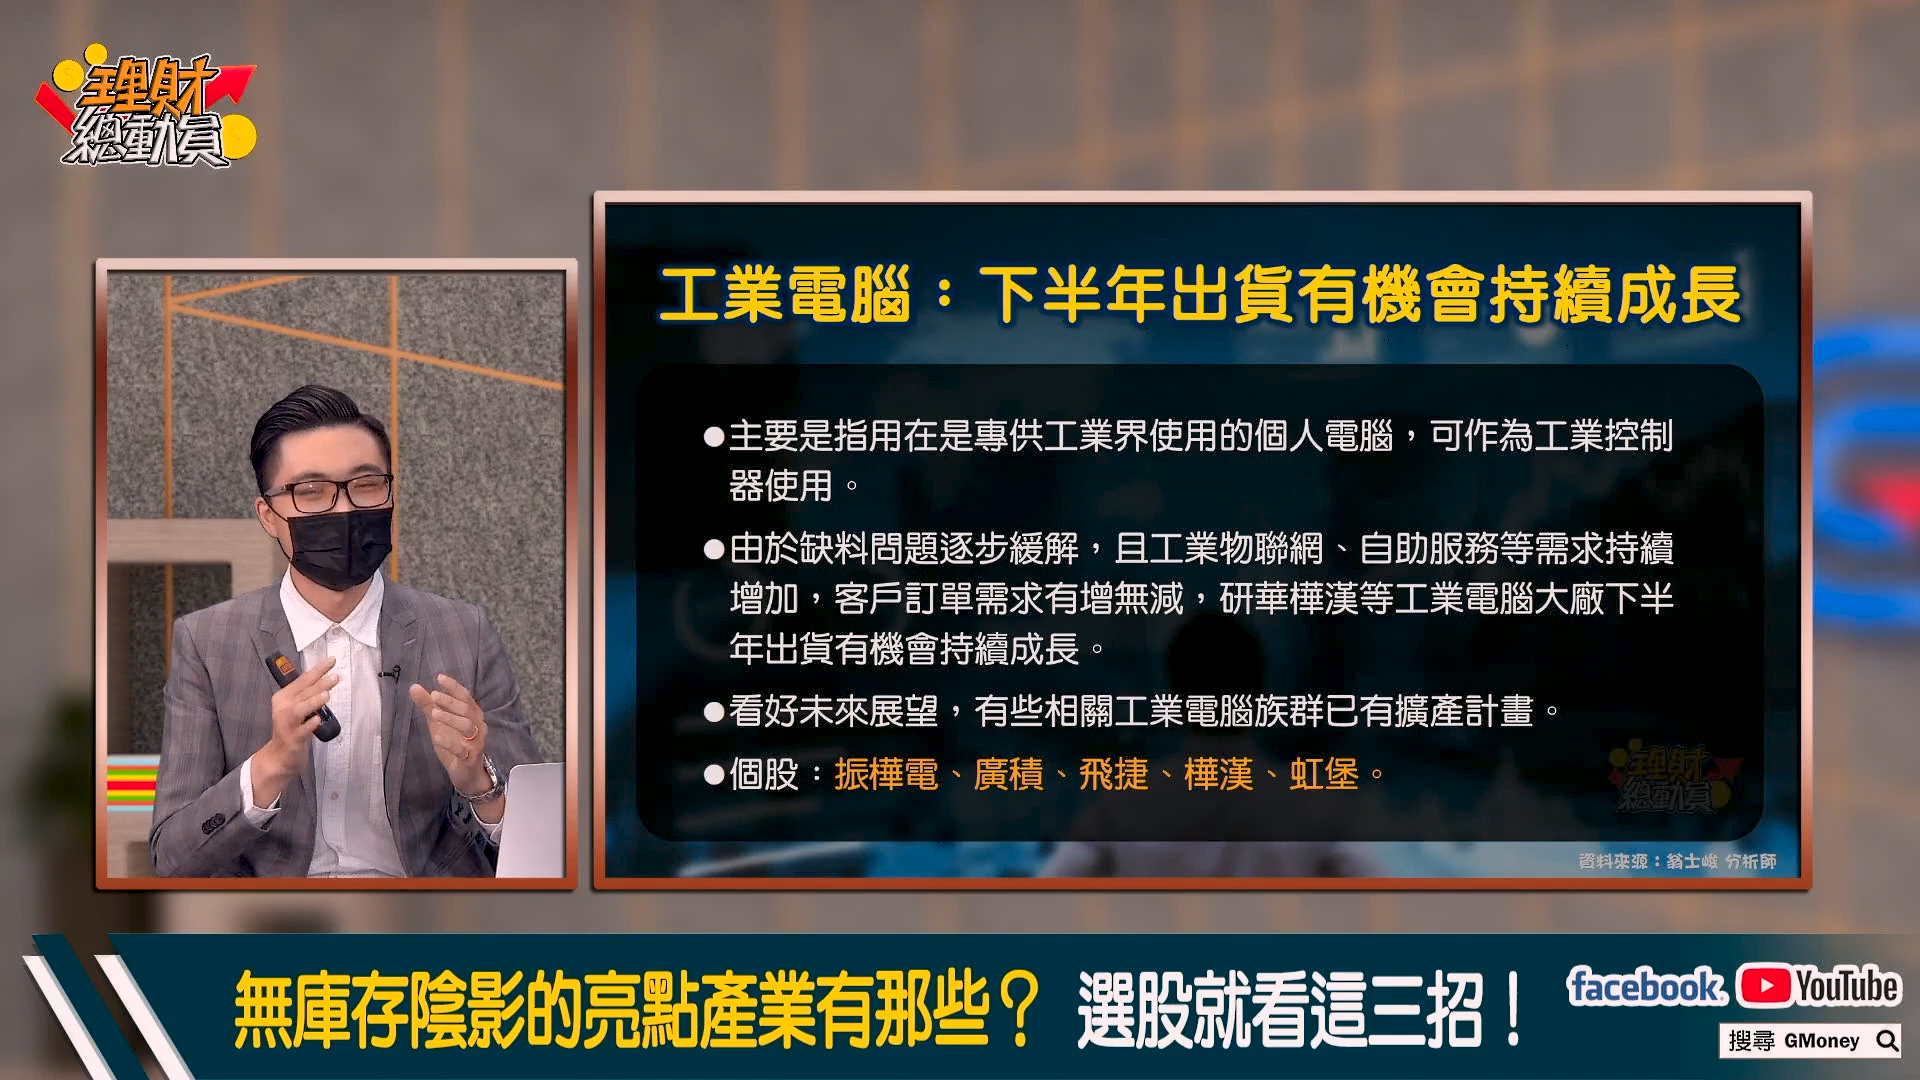 理財
總動員
工業電腦：下半年出貨有機會持續成長
●主要是指用在是專供工業界使用的個人電腦，可作為工業控制
器使用。
●由於缺料問題逐步緩解，且工業物聯網、自助服務等需求持續
增加，客戶訂單需求有增無減，研華樺漢等工業電腦大廠下半
年出貨有機會持續成長。
●看好未來展望，有些相關工業電腦族群已有擴產計畫。
●個股：振樺電、廣積、飛捷、樺漢、虹堡。
理財
總動員
資料來源：翁士峻 分析師
無庫存陰影的亮點產業有那些？ 選股就看這三招！
facebook. YouTube
搜尋 GMoney